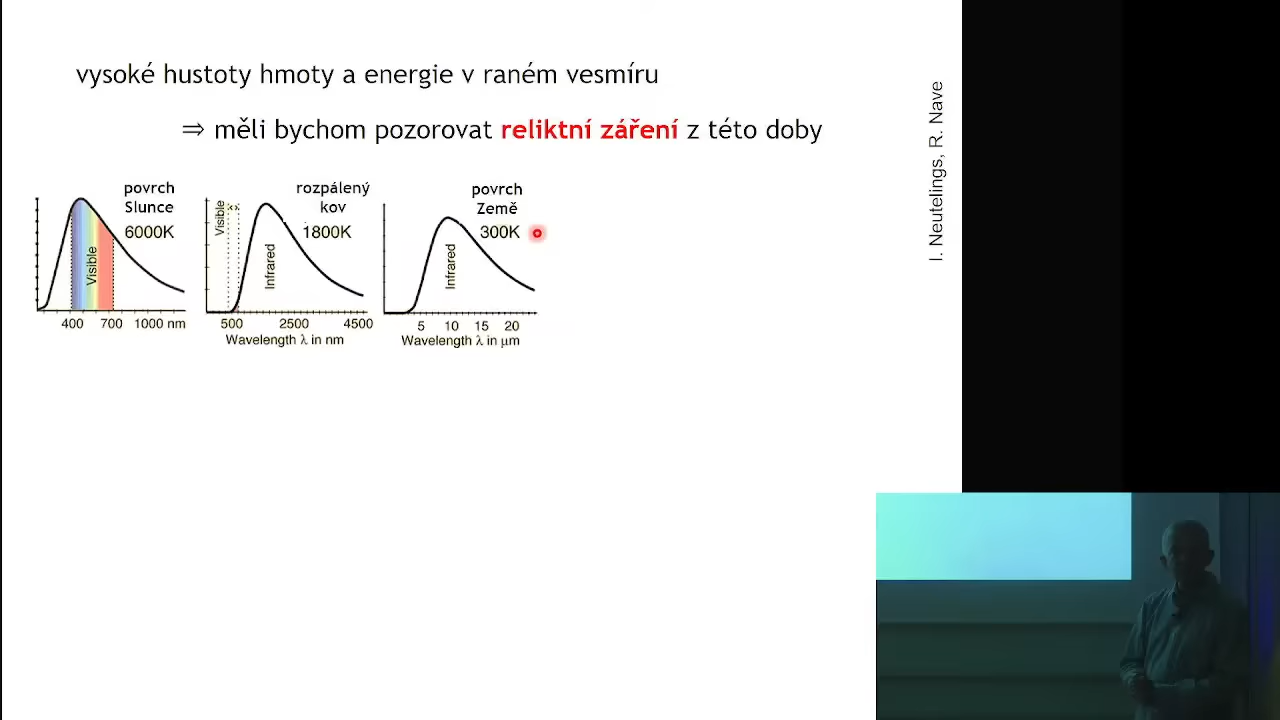 vysoké hustoty hmoty a energie v raném vesmíru
⇒ měli bychom pozorovat reliktní záření z této doby
I. Neutelings, R. Nave
povrch
Slunce
6000K
Visible
400 700 1000 nm
rozpálený
kov
1800K
Visible
Infrared
500 2500 4500
Wavelength λ in nm
povrch
Země
300K
Infrared
5 10 15 20
Wavelength λ in μm